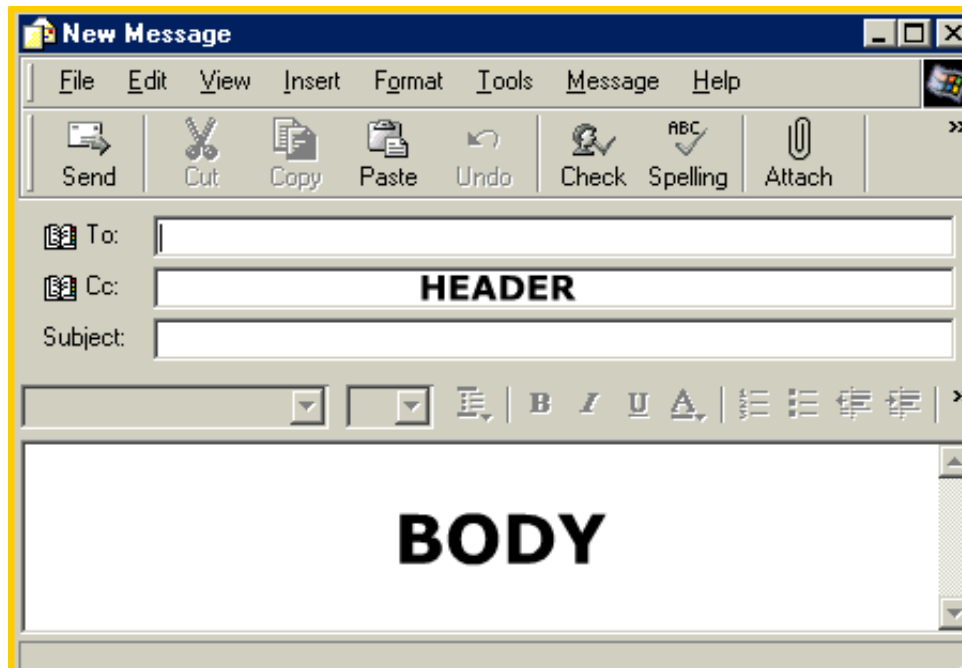 New Message
File Edit View Insert Format Tools Message Help
ABC
Send Cut Copy Paste Undo Check Spelling Attach
To:
Cc: HEADER
Subject:
B I U A
BODY